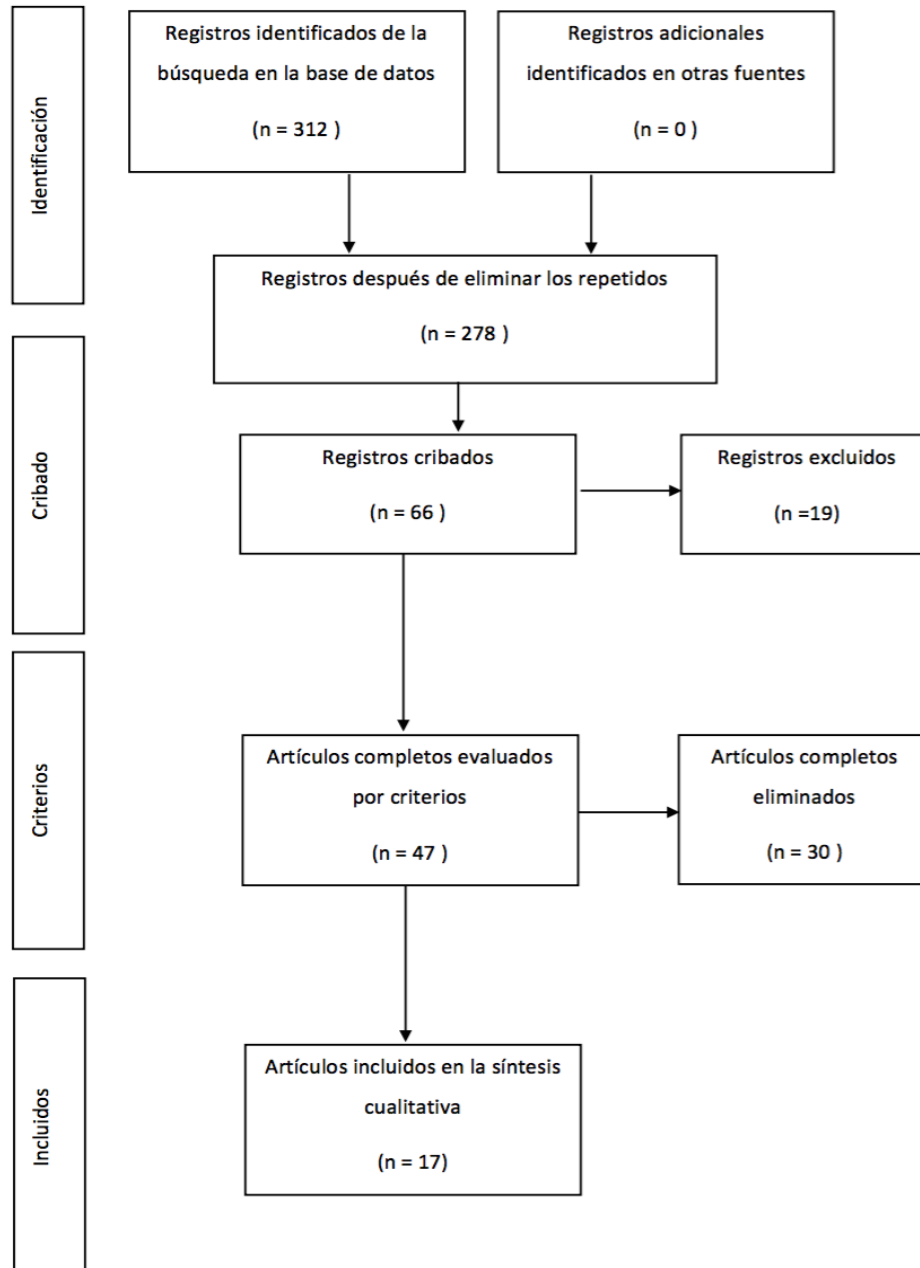 Identificación
Registros identificados de la
búsqueda en la base de datos
(n = 312 )
Registros adicionales
identificados en otras fuentes
(n = 0 )
Registros después de eliminar los repetidos
(n = 278 )
Cribado
Registros cribados
(n = 66 )
Registros excluidos
(n =19)
Criterios
Artículos completos evaluados
por criterios
(n = 47 )
Artículos completos
eliminados
(n = 30 )
Incluidos
Artículos incluidos en la síntesis
cualitativa
(n = 17)